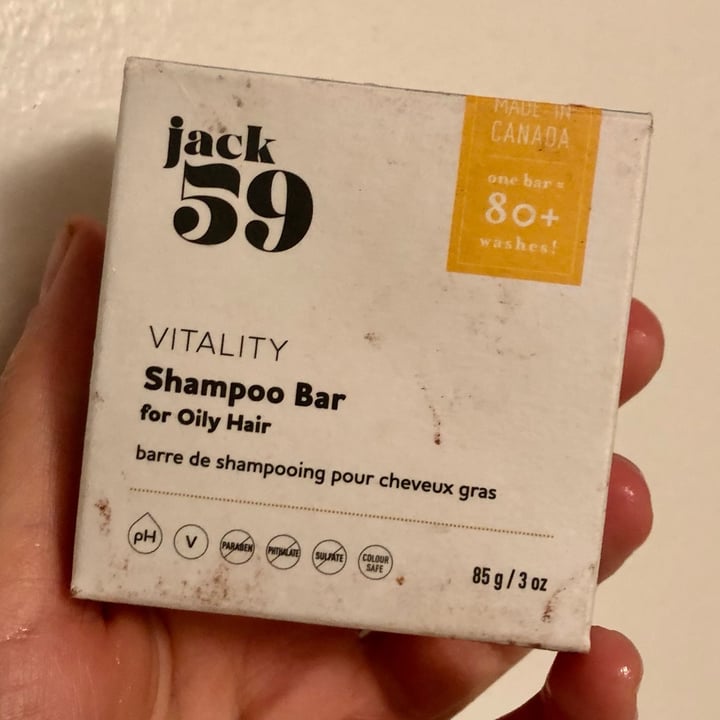 jack
59
MADE IN
CANADA
one bar =
80+
washes!
VITALITY
Shampoo Bar
for Oily Hair
barre de shampooing pour cheveux gras
pH
V
PARABEN
PHTHALATE
SULFATE
COLOUR
SAFE
85 g / 3 oz